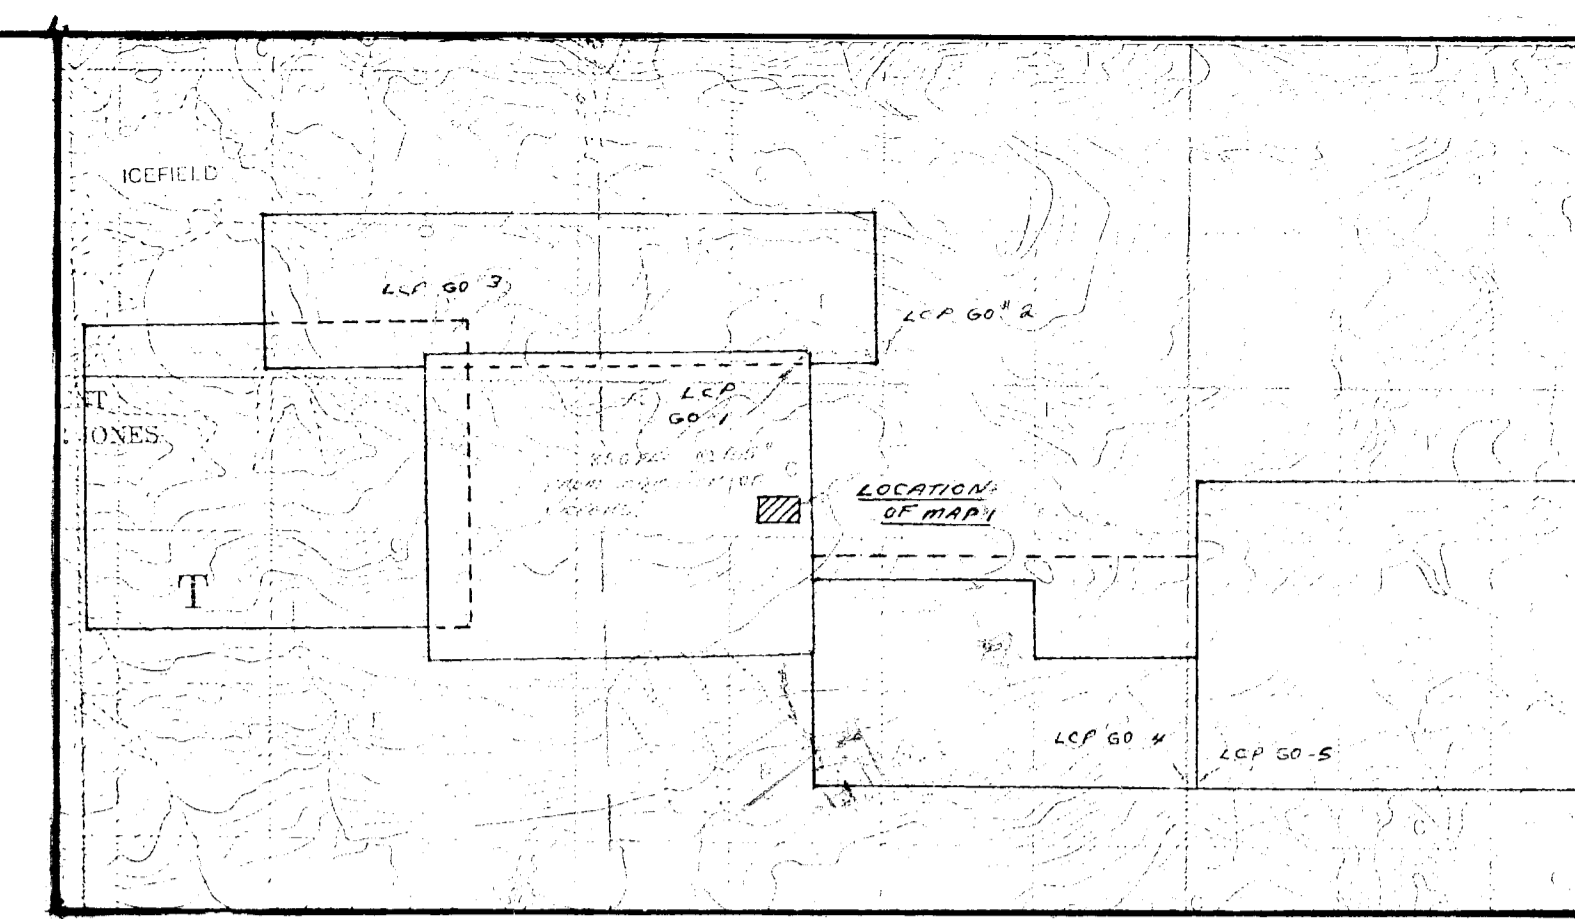 ICEFIELD
LCP GO 3
LCP GO #2
LCP
GO-1
ONES
LOCATION
OF MAP 1
T
LCP GO 4
LCP GO-5